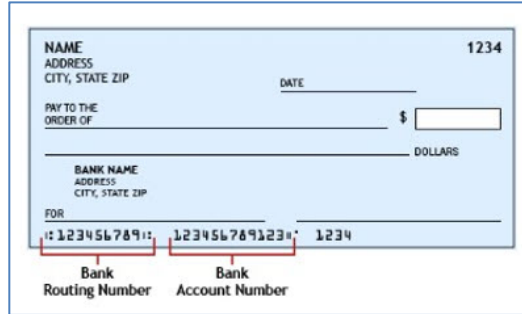 NAME 1234
ADDRESS
CITY, STATE ZIP
DATE
PAY TO THE
ORDER OF $
DOLLARS
BANK NAME
ADDRESS
CITY, STATE ZIP
FOR
⑆123456789⑆ 123456789123⑈ 1234
Bank Bank
Routing Number Account Number